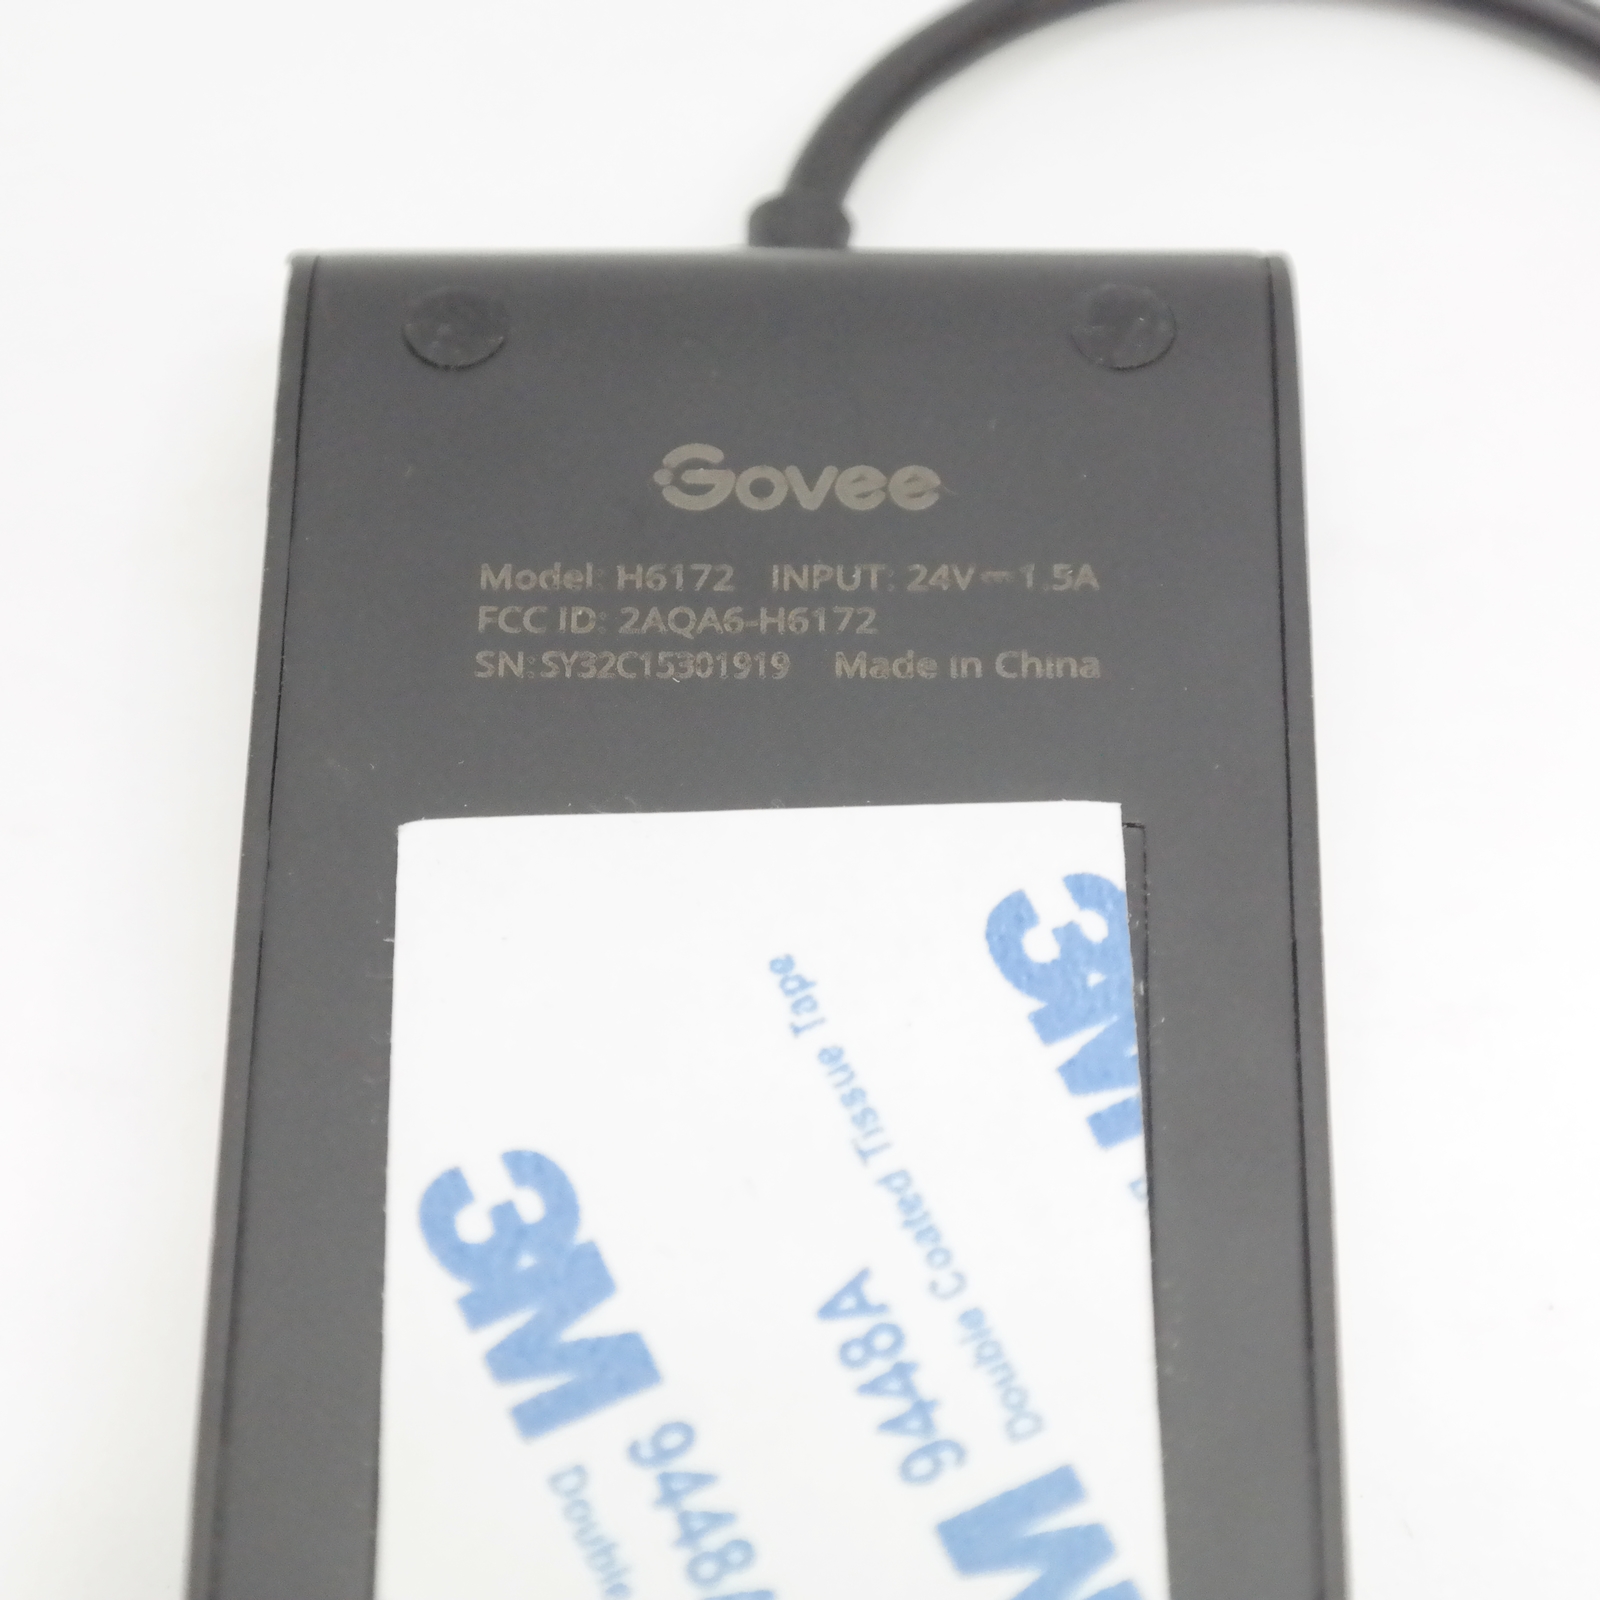 Govee
Model: H6172 INPUT: 24V⎓1.5A
FCC ID: 2AQA6-H6172
SN:SY32C15301919 Made in China
3M
Double Coated Tissue Tape
9448A
3M
9448A
Double